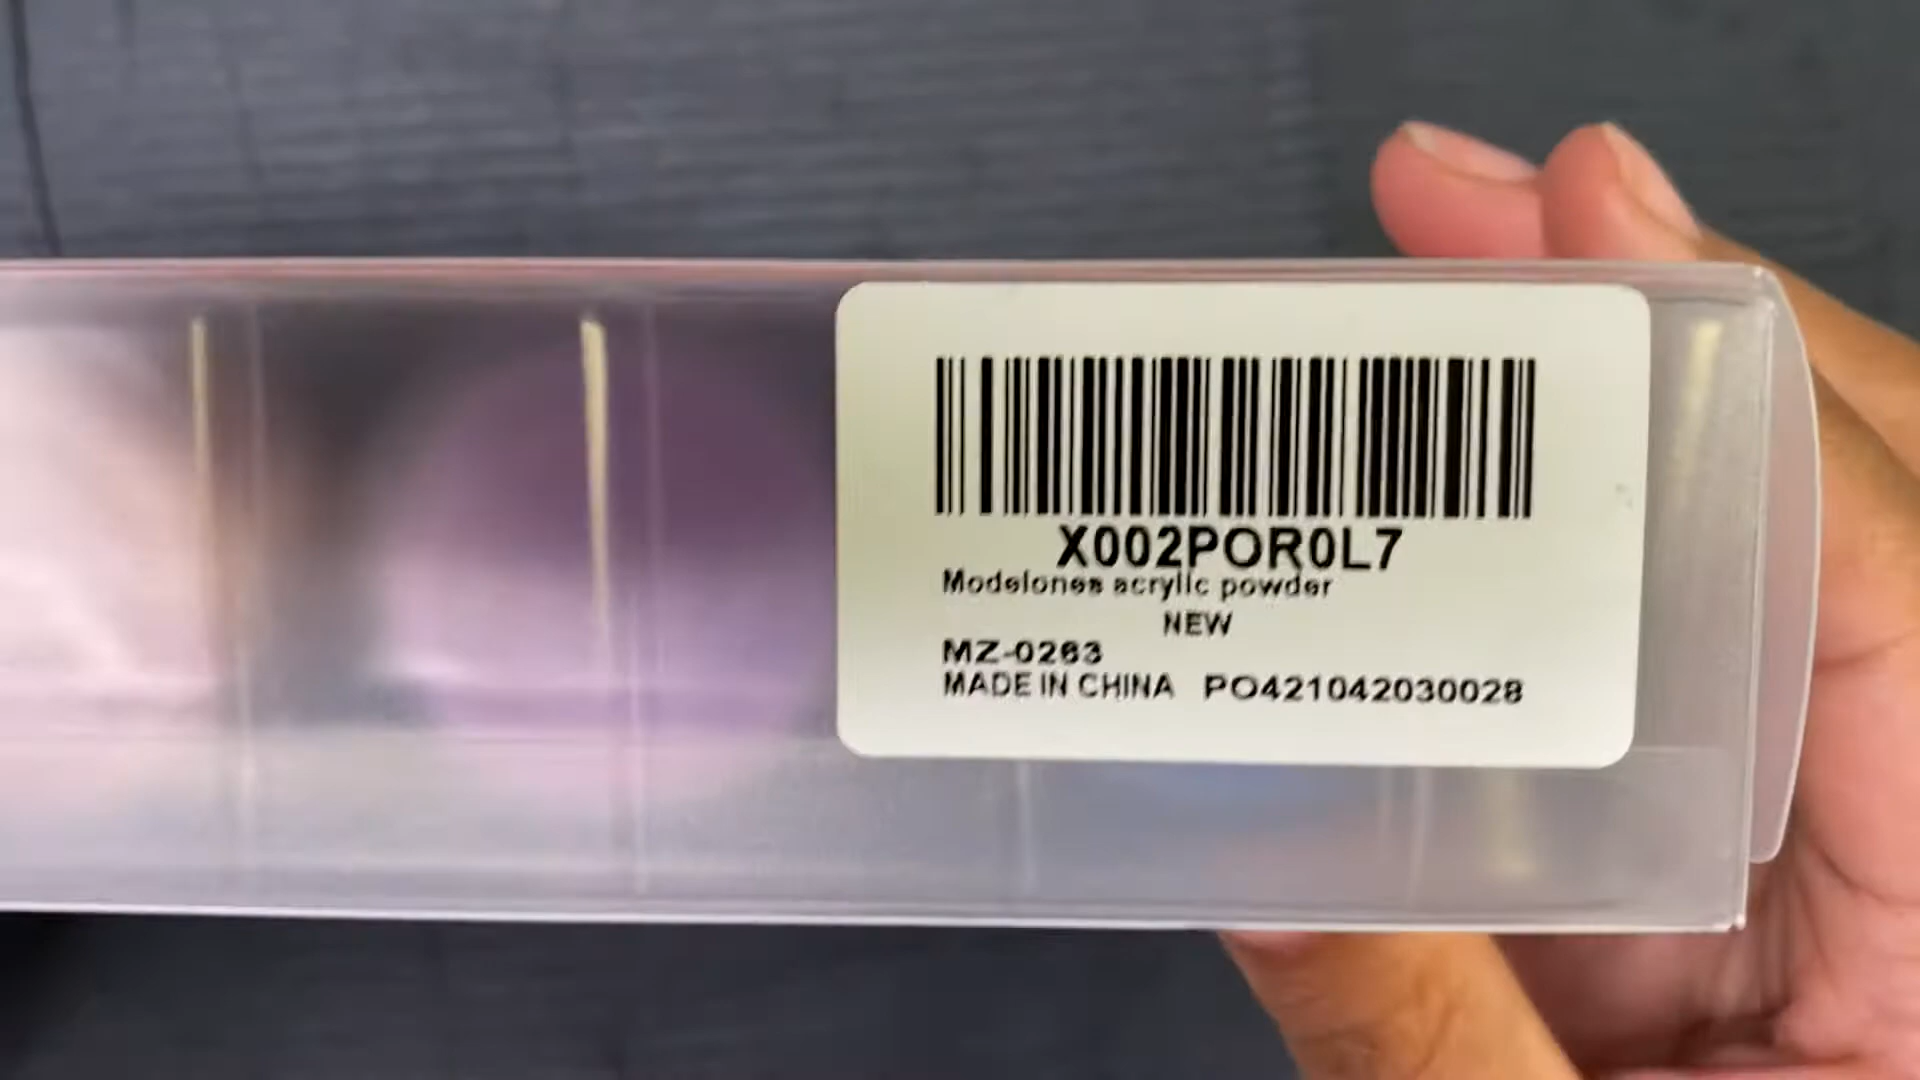 X002POR0L7
Modelones acrylic powder
NEW
MZ-0263
MADE IN CHINA PO421042030028